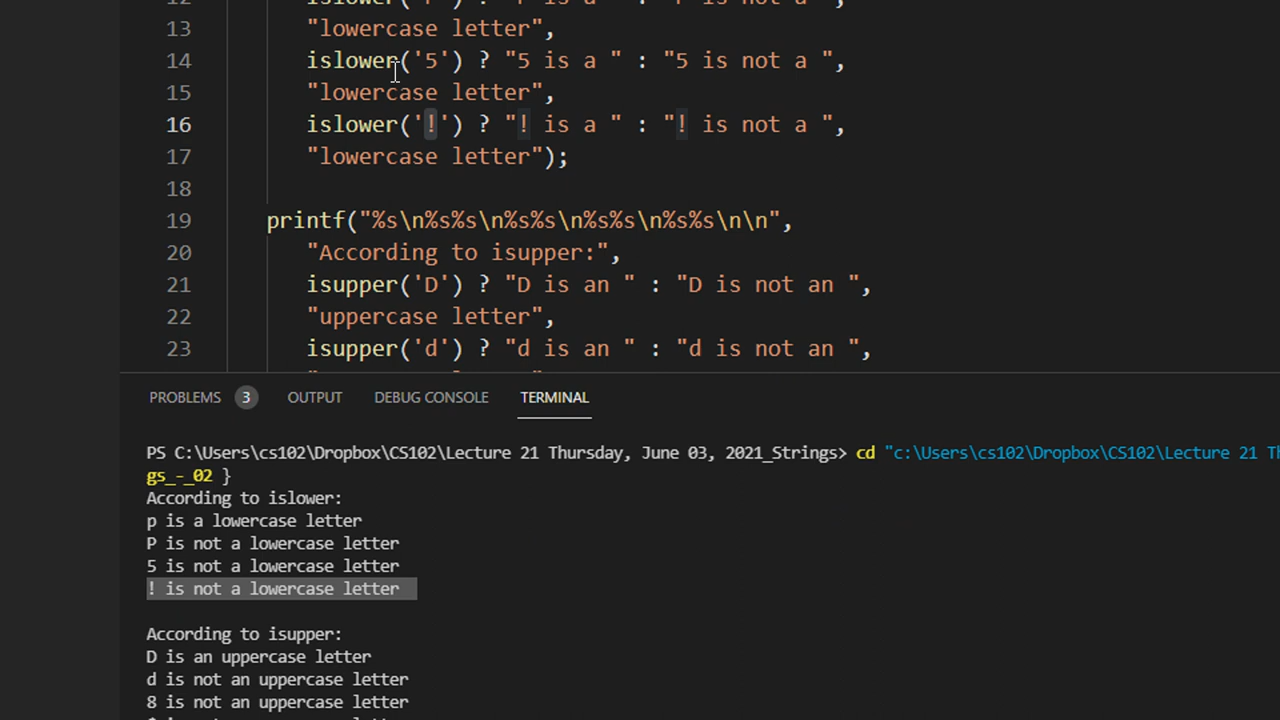 12 islower('P') ? "P is a " : "P is not a ",
13 "lowercase letter",
14 islower('5') ? "5 is a " : "5 is not a ",
15 "lowercase letter",
16 islower('!') ? "! is a " : "! is not a ",
17 "lowercase letter");
18
19 printf("%s\n%s%s\n%s%s\n%s%s\n%s%s\n\n",
20 "According to isupper:",
21 isupper('D') ? "D is an " : "D is not an ",
22 "uppercase letter",
23 isupper('d') ? "d is an " : "d is not an ",
PROBLEMS 3 OUTPUT DEBUG CONSOLE TERMINAL
PS C:\Users\cs102\Dropbox\CS102\Lecture 21 Thursday, June 03, 2021_Strings> cd "c:\Users\cs102\Dropbox\CS102\Lecture 21
gs_-_02 }
According to islower:
p is a lowercase letter
P is not a lowercase letter
5 is not a lowercase letter
! is not a lowercase letter
According to isupper:
D is an uppercase letter
d is not an uppercase letter
8 is not an uppercase letter